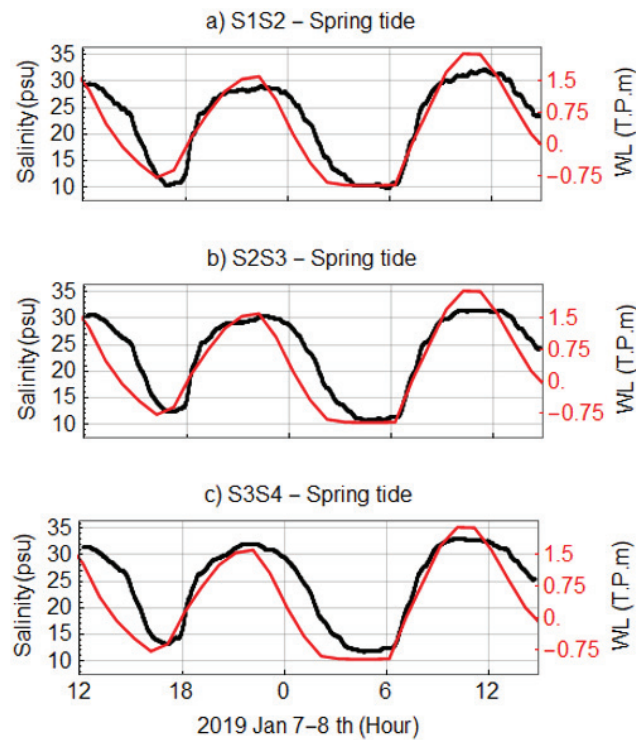 a) S1S2 – Spring tide
35
30
25
20
15
10
Salinity(psu)
1.5
0.75
0.
−0.75
WL (T.P.m)
b) S2S3 – Spring tide
35
30
25
20
15
10
Salinity (psu)
1.5
0.75
0.
−0.75
WL (T.P.m)
c) S3S4 – Spring tide
35
30
25
20
15
10
Salinity(psu)
1.5
0.75
0.
−0.75
WL (T.P.m)
12 18 0 6 12
2019 Jan 7–8 th (Hour)